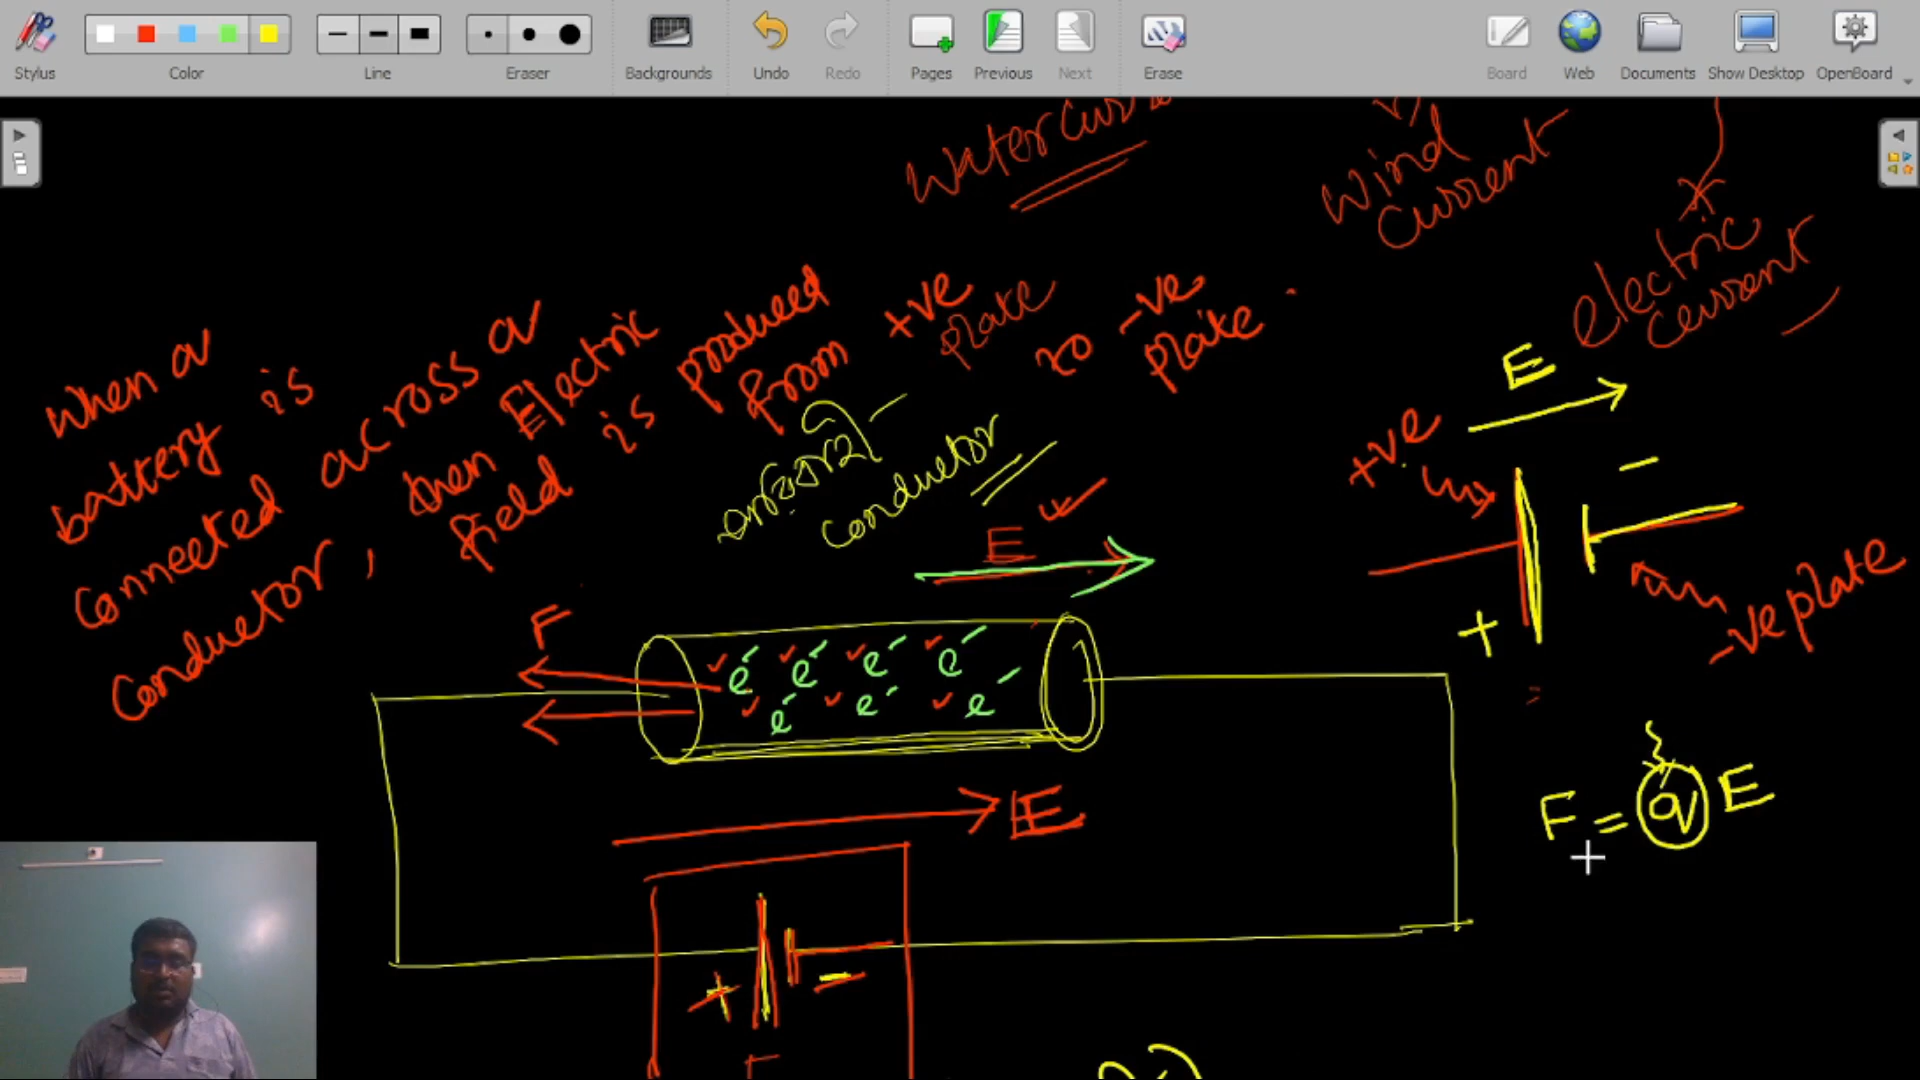 Stylus
Color
Line
Eraser
Backgrounds
Undo
Redo
Pages
Previous
Next
Erase
Board
Web
Documents
Show Desktop
OpenBoard
Water
Wind
Current
electric
current
When a
battery is
connected across a
conductor, then Electric
field is produced
from +ve
plate
to -ve
plate.
conductor
E
E
+ve
-
+
-ve plate
F
e- e- e- e-
e- e- e-
E
F = q E
+ -